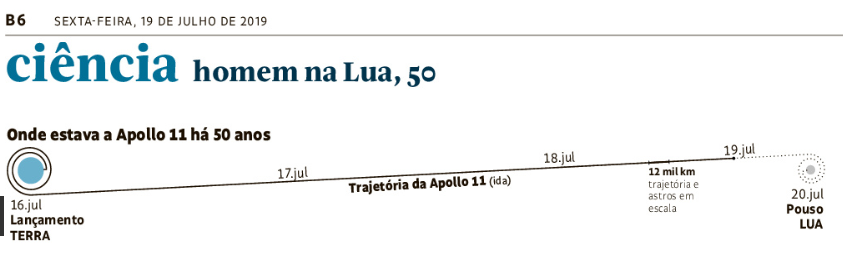 B6 SEXTA-FEIRA, 19 DE JULHO DE 2019
ciência homem na Lua, 50
Onde estava a Apollo 11 há 50 anos
16.jul
Lançamento
TERRA
17.jul
Trajetória da Apollo 11 (ida)
18.jul
12 mil km
trajetória e
astros em
escala
19.jul
20.jul
Pouso
LUA